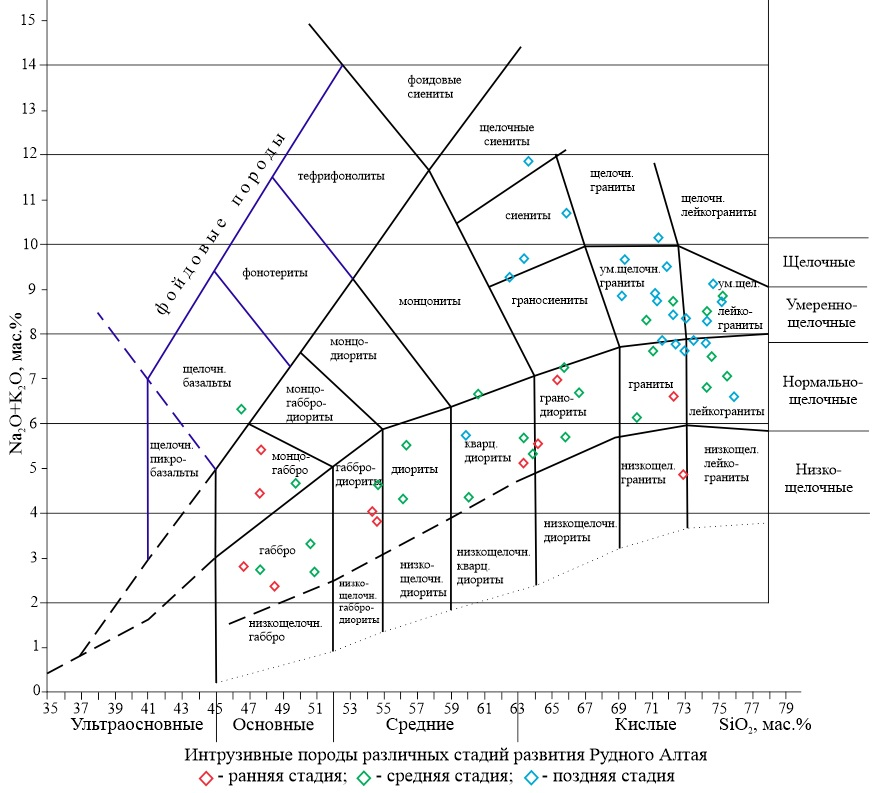 15
14
13
12
11
10
9
8
7
6
5
4
3
2
1
0
Na2O+K2O, мас.%
фойдовые породы
фоидовые
сиениты
щелочные
сиениты
тефрифонолиты
щелочн.
граниты
щелочн.
лейкограниты
сиениты
фонотериты
монцониты
граносиениты
ум.щелочн.
граниты
ум.щел.
лейко-
граниты
монцо-
диориты
щелочн.
базальты
монцо-
габбро-
диориты
щелочн.
пикро-
базальты
монцо-
габбро
габбро-
диориты
диориты
кварц.
диориты
грано-
диориты
граниты
лейкограниты
низкощел.
граниты
низкощел.
лейко-
граниты
габбро
низкощелочн.
габбро
низко-
щелочн.
габбро-
диориты
низко-
щелочн.
диориты
низкощелочн.
кварц.
диориты
низкощелочн.
диориты
Щелочные
Умеренно-
щелочные
Нормально-
щелочные
Низко-
щелочные
35 37 39 41 43 45 47 49 51 53 55 57 59 61 63 65 67 69 71 73 75 77 79
Ультраосновные Основные Средние Кислые SiO2, мас.%
Интрузивные породы различных стадий развития Рудного Алтая
- ранняя стадия; - средняя стадия; - поздняя стадия